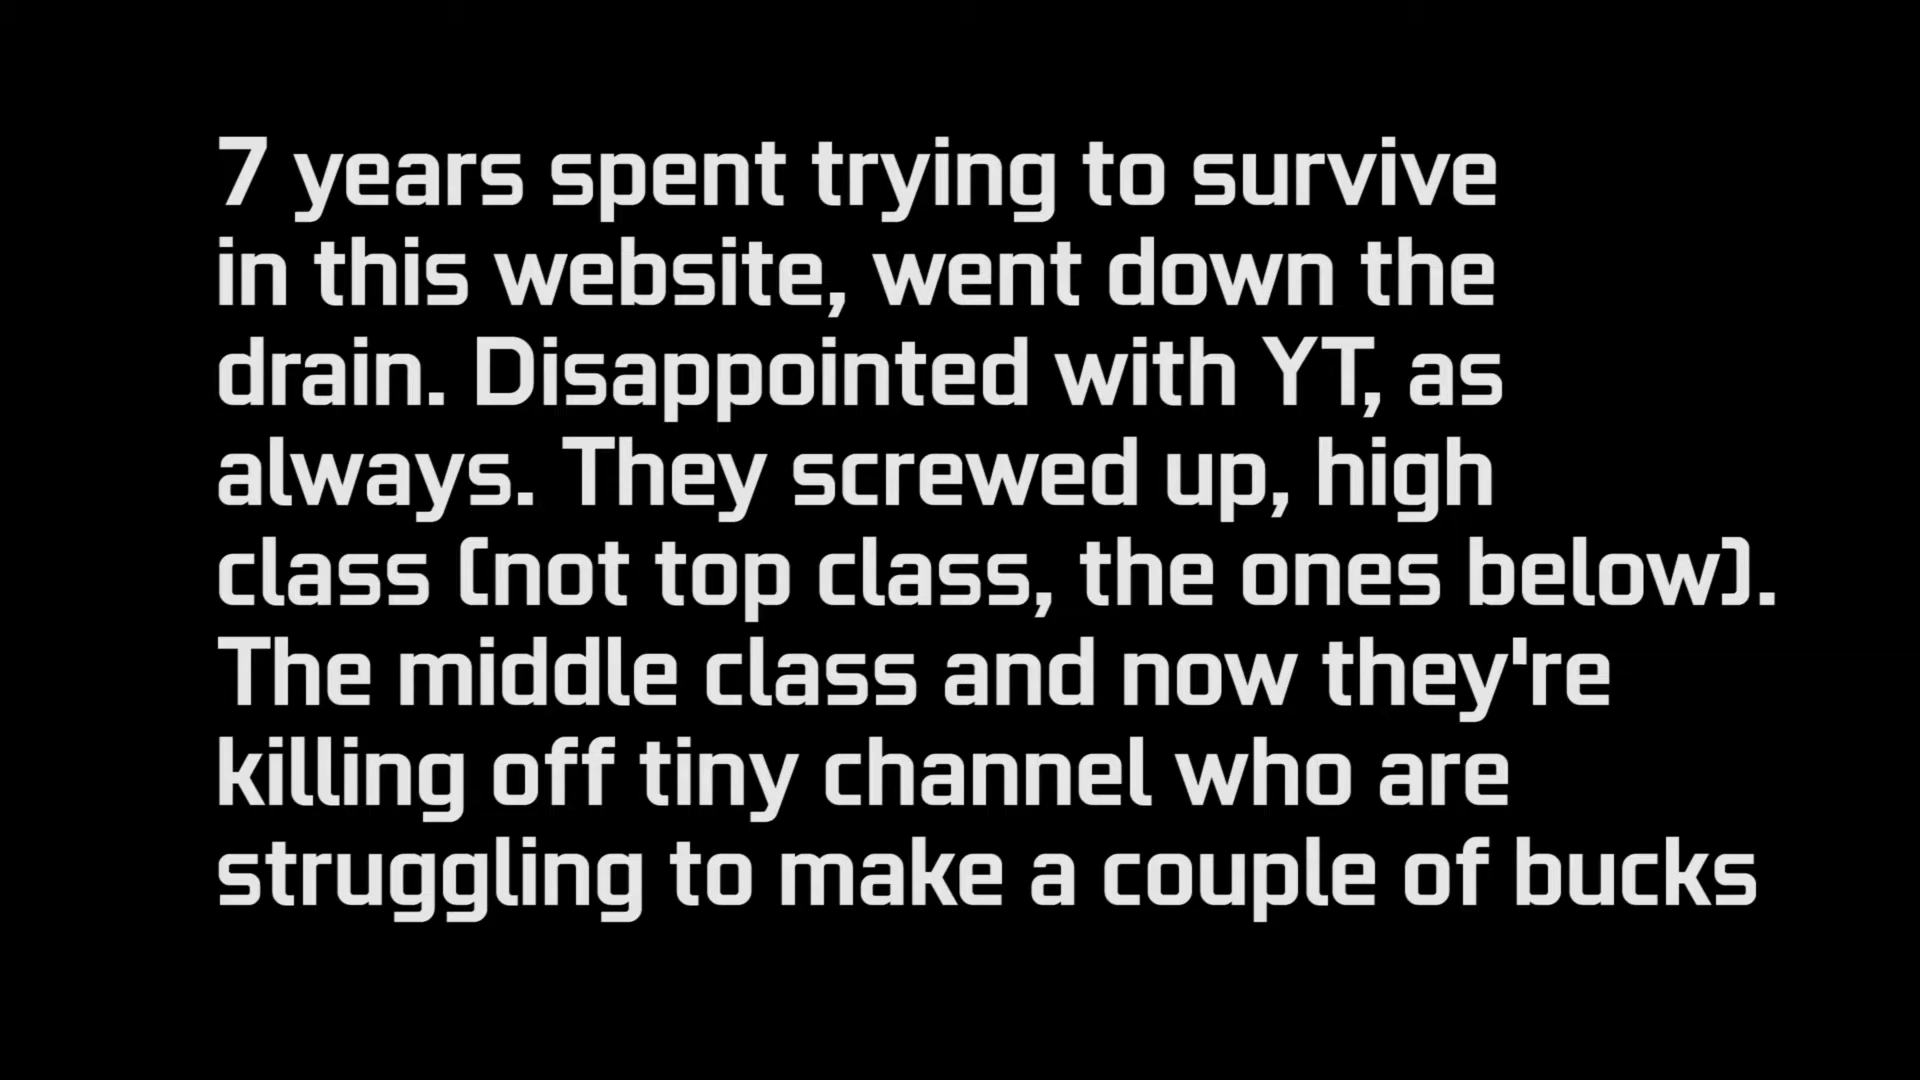 7 years spent trying to survive
in this website, went down the
drain. Disappointed with YT, as
always. They screwed up, high
class (not top class, the ones below).
The middle class and now they're
killing off tiny channel who are
struggling to make a couple of bucks